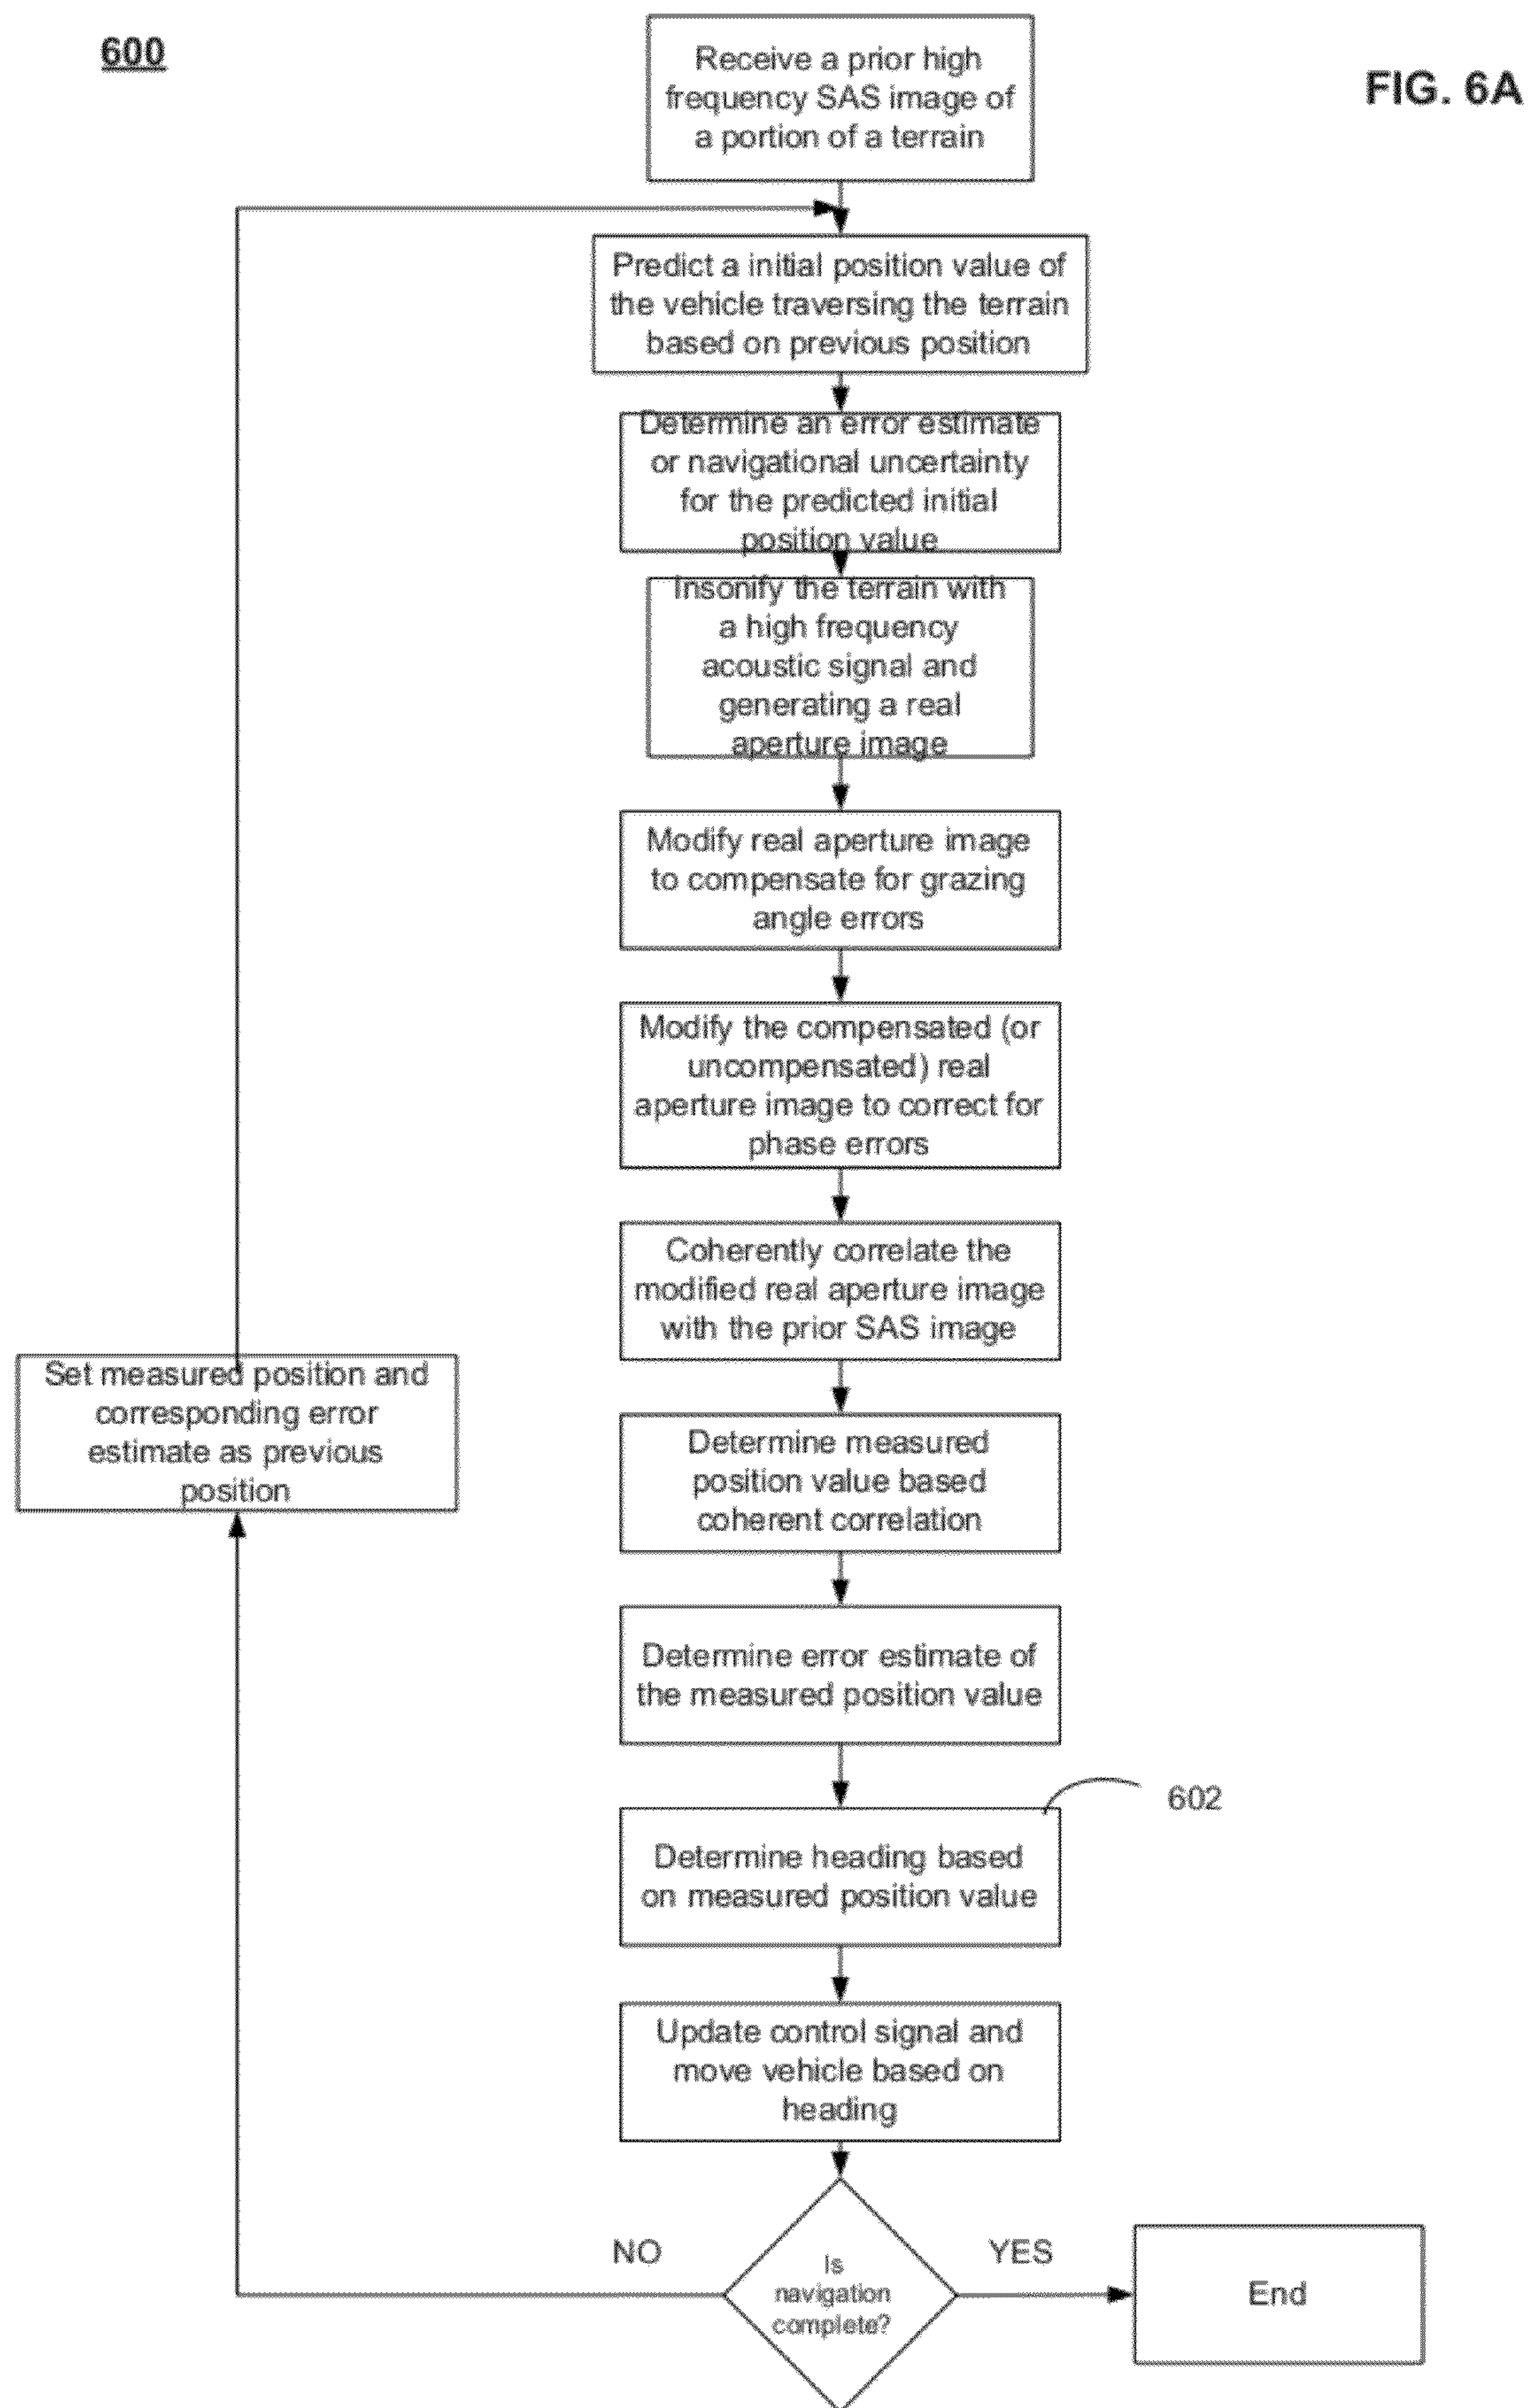 600
FIG. 6A
Receive a prior high
frequency SAS image of
a portion of a terrain
Predict a initial position value of
the vehicle traversing the terrain
based on previous position
Determine an error estimate
or navigational uncertainty
for the predicted initial
position value
Insonify the terrain with
a high frequency
acoustic signal and
generating a real
aperture image
Modify real aperture image
to compensate for grazing
angle errors
Modify the compensated (or
uncompensated) real
aperture image to correct for
phase errors
Coherently correlate the
modified real aperture image
with the prior SAS image
Set measured position and
corresponding error
estimate as previous
position
Determine measured
position value based
coherent correlation
Determine error estimate of
the measured position value
602
Determine heading based
on measured position value
Update control signal and
move vehicle based on
heading
NO
YES
Is
navigation
complete?
End